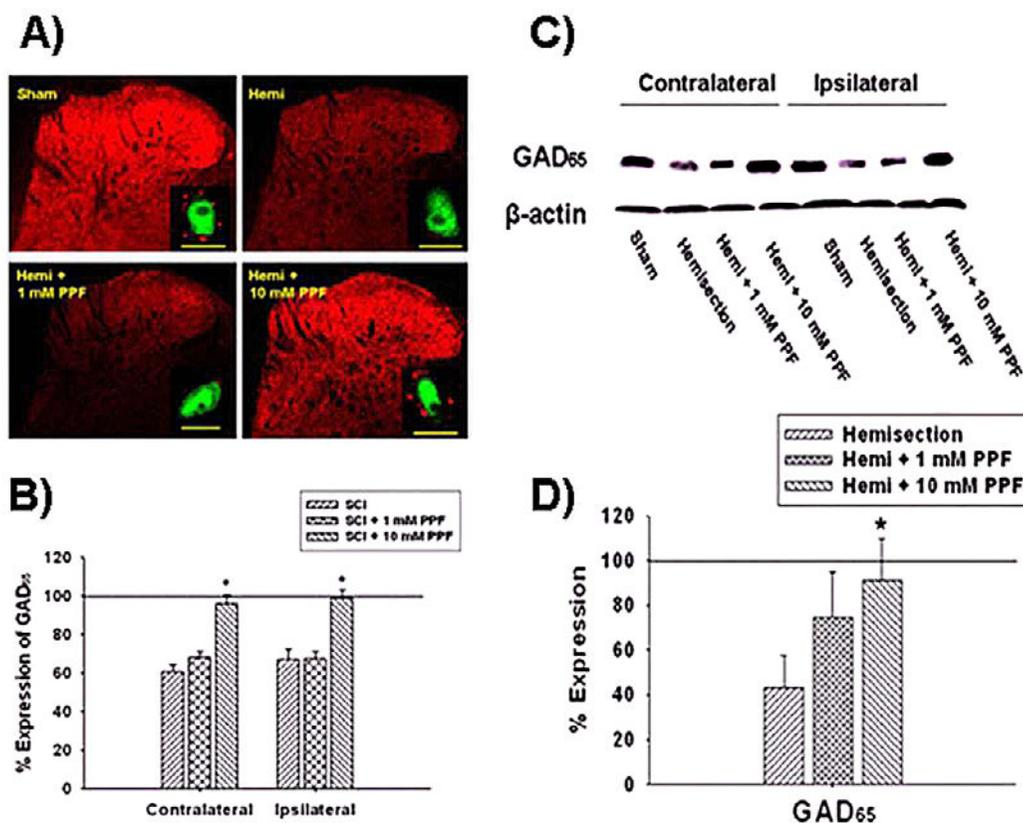 A)
Sham
Hemi
Hemi +
1 mM PPF
Hemi +
10 mM PPF
B)
SCI
SCI + 1 mM PPF
SCI + 10 mM PPF
% Expression of GAD65
120
100
80
60
40
20
0
*
*
Contralateral
Ipsilateral
C)
Contralateral
Ipsilateral
GAD65
β-actin
Sham
Hemisection
Hemi + 1 mM PPF
Hemi + 10 mM PPF
Sham
Hemisection
Hemi + 1 mM PPF
Hemi + 10 mM PPF
D)
Hemisection
Hemi + 1 mM PPF
Hemi + 10 mM PPF
% Expression
120
100
80
60
40
20
0
*
GAD65